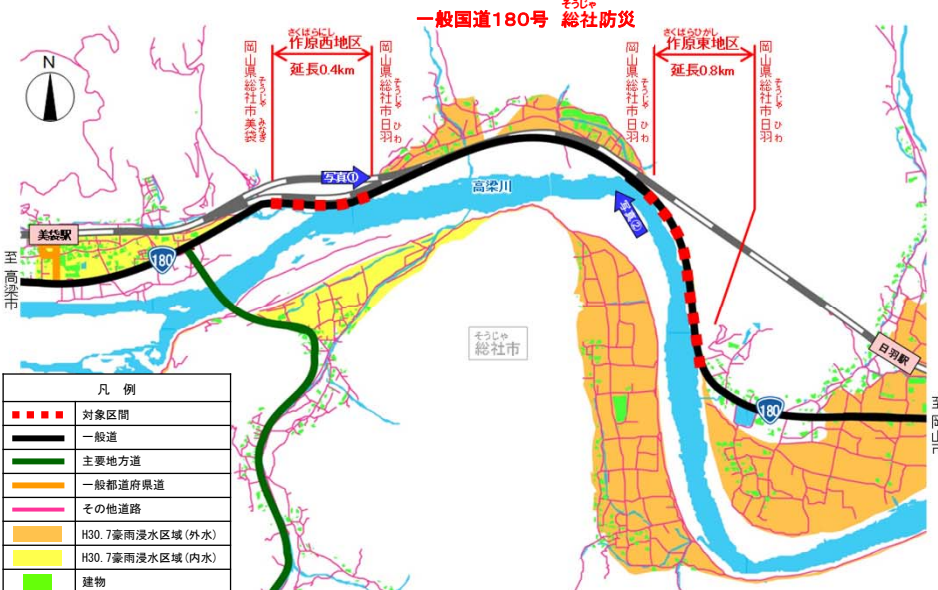 そうじゃ
一般国道180号 総社防災
さくはらにし
作原西地区
延長0.4km
岡山県総社市美袋
そうじゃ
みなぎ
岡山県総社市日羽
そうじゃ
ひわ
さくはらひがし
作原東地区
延長0.8km
岡山県総社市日羽
そうじゃ
ひわ
岡山県総社市日羽
そうじゃ
ひわ
N
写真①
高梁川
写真②
美袋駅
180
至 高梁市
そうじゃ
総社市
日羽駅
180
至 岡山市
凡 例
対象区間
一般道
主要地方道
一般都道府県道
その他道路
H30.7豪雨浸水区域(外水)
H30.7豪雨浸水区域(内水)
建物